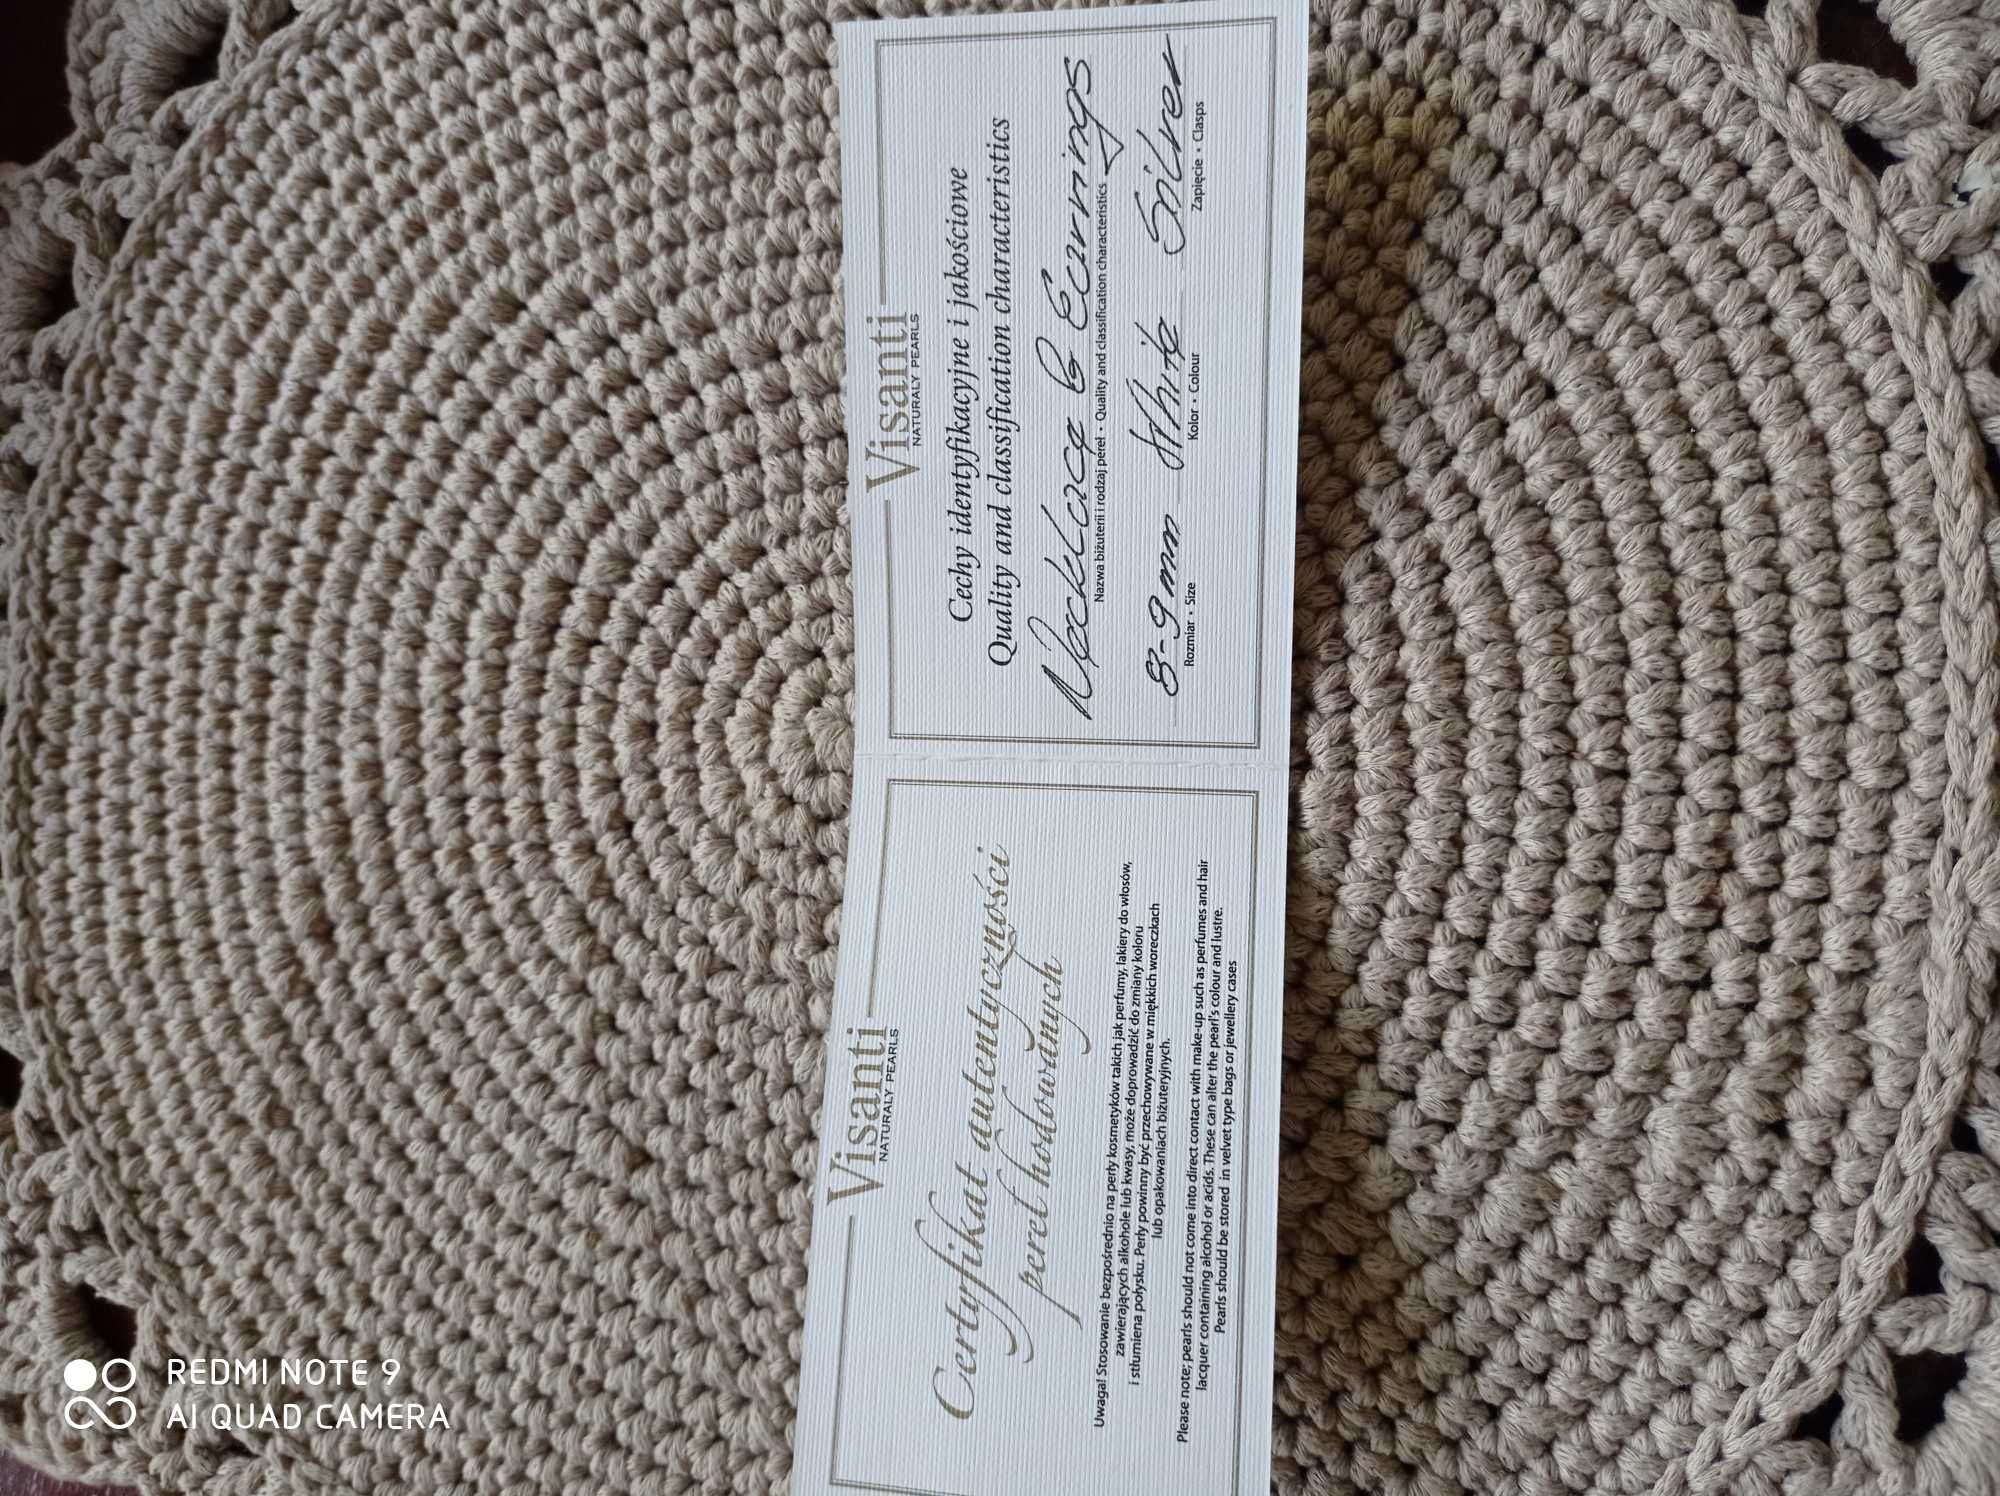 Visanti
NATURALY PEARLS
Certyfikat autentyczności
pereł hodowanych
Uwaga! Stosowanie bezpośrednio na perły kosmetyków takich jak perfumy, lakiery do włosów,
zawierających alkohole lub kwasy, może doprowadzić do zmiany koloru
i stłumiena połysku. Perły powinny być przechowywane w miękkich woreczkach
lub opakowaniach biżuteryjnych.
Please note; pearls should not come into direct contact with make-up such as perfumes and hair
lacquer containing alcohol or acids. These can alter the pearl's colour and lustre.
Pearls should be stored in velvet type bags or jewellery cases
Visanti
NATURALY PEARLS
Cechy identyfikacyjne i jakościowe
Quality and classification characteristics
Necklace & Earrings
Nazwa biżuterii i rodzaj pereł • Quality and classification characteristics
8-9mm White Silver
Rozmiar • Size Kolor • Colour Zapięcie • Clasps
REDMI NOTE 9
AI QUAD CAMERA